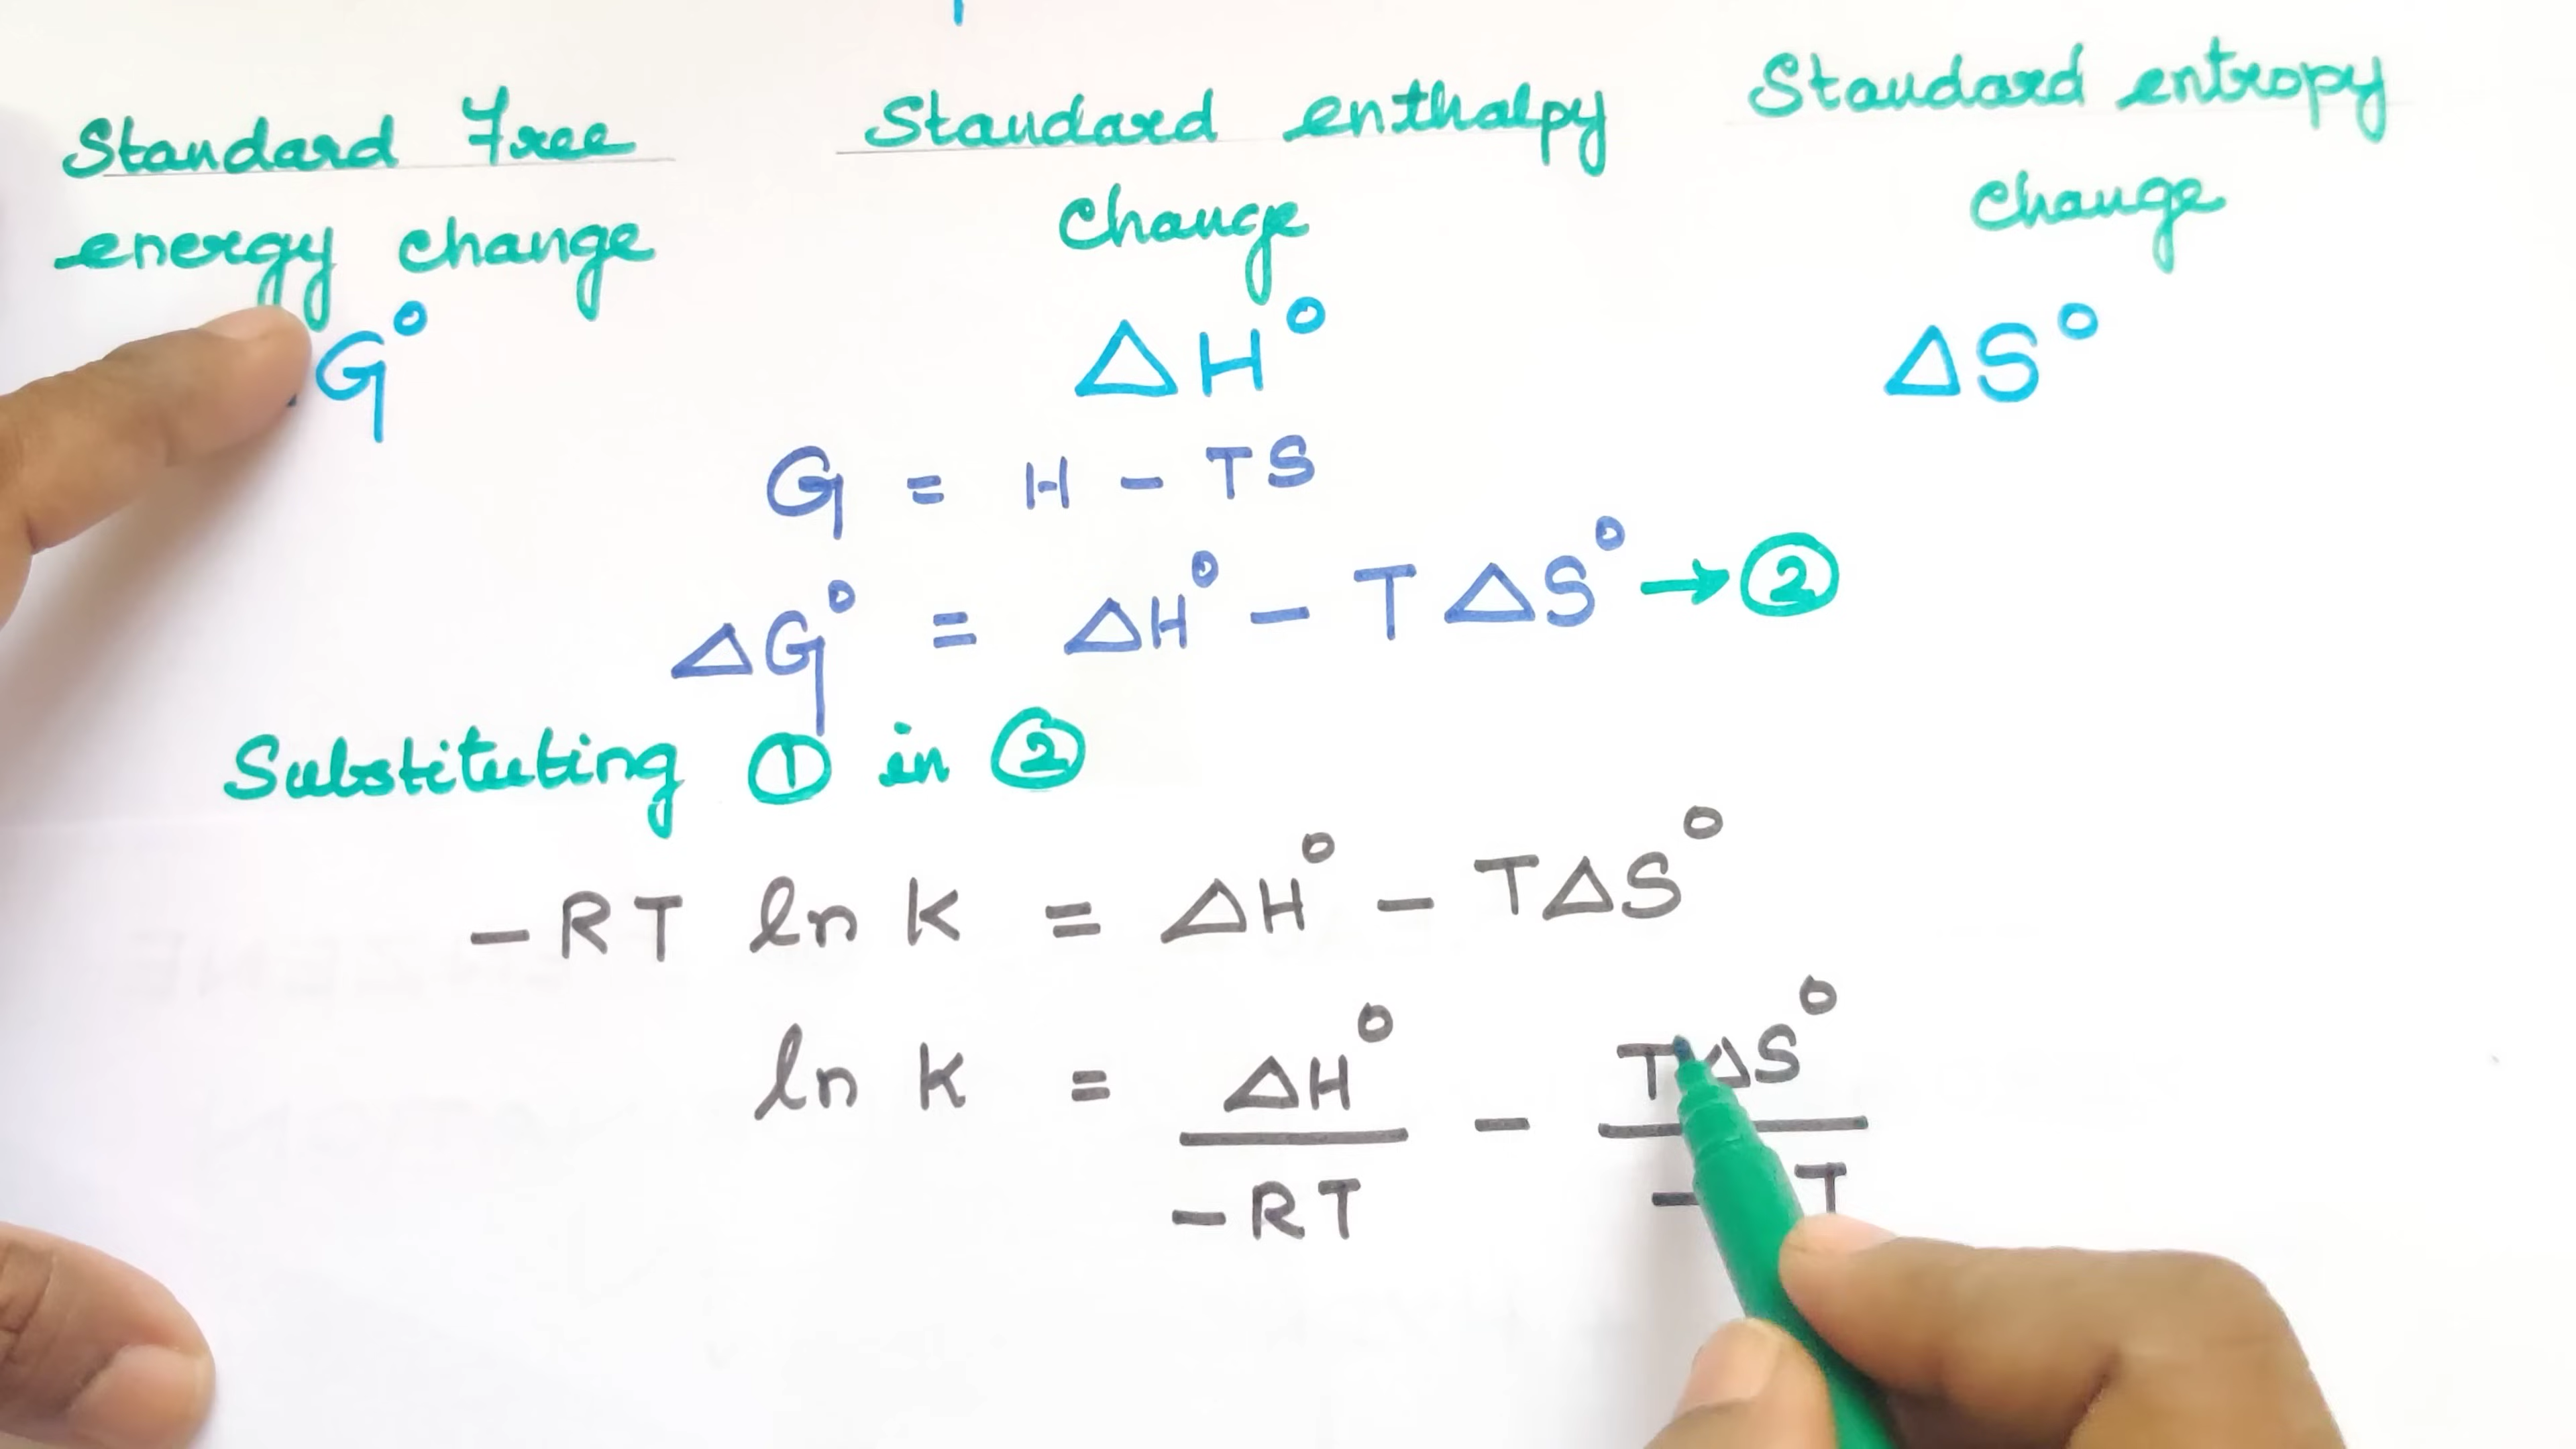 Standard Free energy change
G°
Standard enthalpy change
ΔH°
Standard entropy change
ΔS°
G = H - TS
ΔG° = ΔH° - TΔS° → ②
Substituting ① in ②
-RT ln K = ΔH° - TΔS°
ln K = ΔH° / -RT - TΔS° / - T